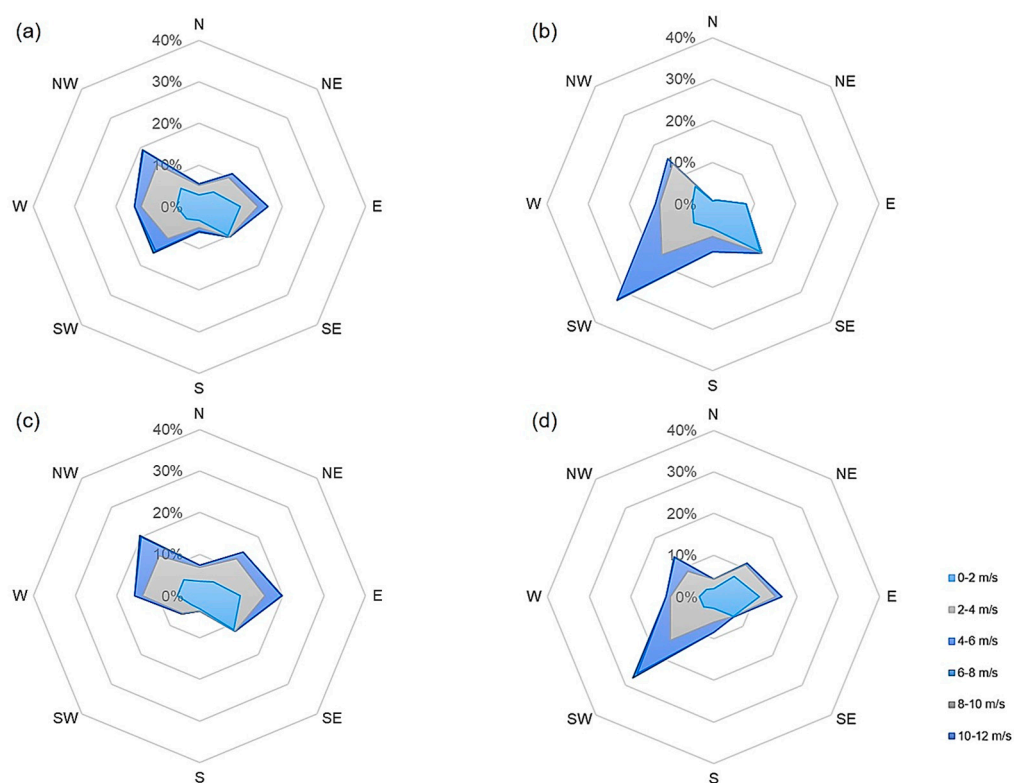 (a)
N
40%
NW
NE
30%
20%
10%
W
0%
E
SW
SE
S
(b)
N
40%
NW
NE
30%
20%
10%
W
0%
E
SW
SE
S
(c)
N
40%
NW
NE
30%
20%
10%
W
0%
E
SW
SE
S
(d)
N
40%
NW
NE
30%
20%
10%
W
0%
E
SW
SE
S
0-2 m/s
2-4 m/s
4-6 m/s
6-8 m/s
8-10 m/s
10-12 m/s